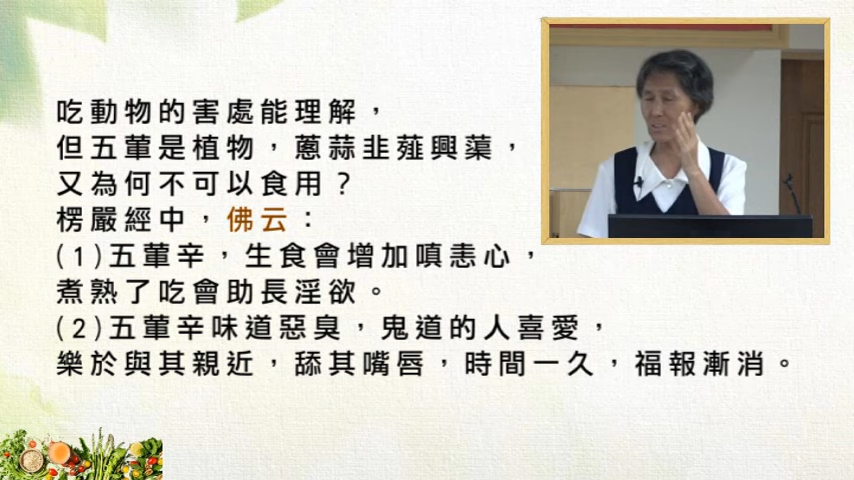 吃動物的害處能理解，
但五葷是植物，蔥蒜韭薤興蕖，
又為何不可以食用？
楞嚴經中，佛云：
(1)五葷辛，生食會增加嗔恚心，
煮熟了吃會助長淫欲。
(2)五葷辛味道惡臭，鬼道的人喜愛，
樂於與其親近，舔其嘴唇，時間一久，福報漸消。